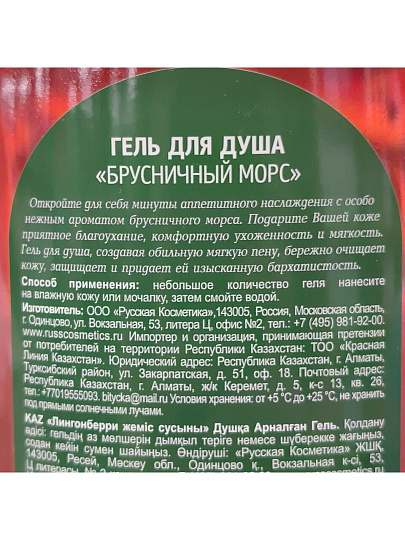 ГЕЛЬ ДЛЯ ДУША
«БРУСНИЧНЫЙ МОРС»
Откройте для себя минуты аппетитного наслаждения с особо
нежным ароматом брусничного морса. Подарите Вашей коже
приятное благоухание, комфортную ухоженность и мягкость.
Гель для душа, создавая обильную мягкую пену, бережно очищает
кожу, защищает и придает ей изысканную бархатистость.
Способ применения: небольшое количество геля нанесите
на влажную кожу или мочалку, затем смойте водой.
Изготовитель: ООО «Русская Косметика»,143005, Россия, Московская область,
г. Одинцово, ул. Вокзальная, 53, литера Ц, офис №2, тел.: +7 (495) 981-92-00.
www.russcosmetics.ru Импортер и организация, принимающая претензии
от потребителей на территории Республики Казахстан: ТОО «Красная
Линия Казахстан». Юридический адрес: Республика Казахстан, г. Алматы,
Турксибский район, ул. Закарпатская, д. 51, оф. 18. Почтовый адрес:
Республика Казахстан, г. Алматы, ж/к Керемет, д. 5, к-с 13, кв. 26,
тел.:+77019555093. bitycka@mail.ru Условия хранения: от +5 °С до +25 °С, не хранить
под прямыми солнечными лучами.
KAZ «Лингонберри жеміс сусыны» Душқа Арналған Гель. Қолдану
әдісі: гельдің аз мөлшерін дымқыл теріге немесе шүберекке жағыңыз,
содан кейін сумен шайыңыз. Өндіруші: «Русская Косметика» ЖШҚ,
143005, Ресей, Мәскеу обл., Одинцово қ., Вокзальная к-сі, 53,